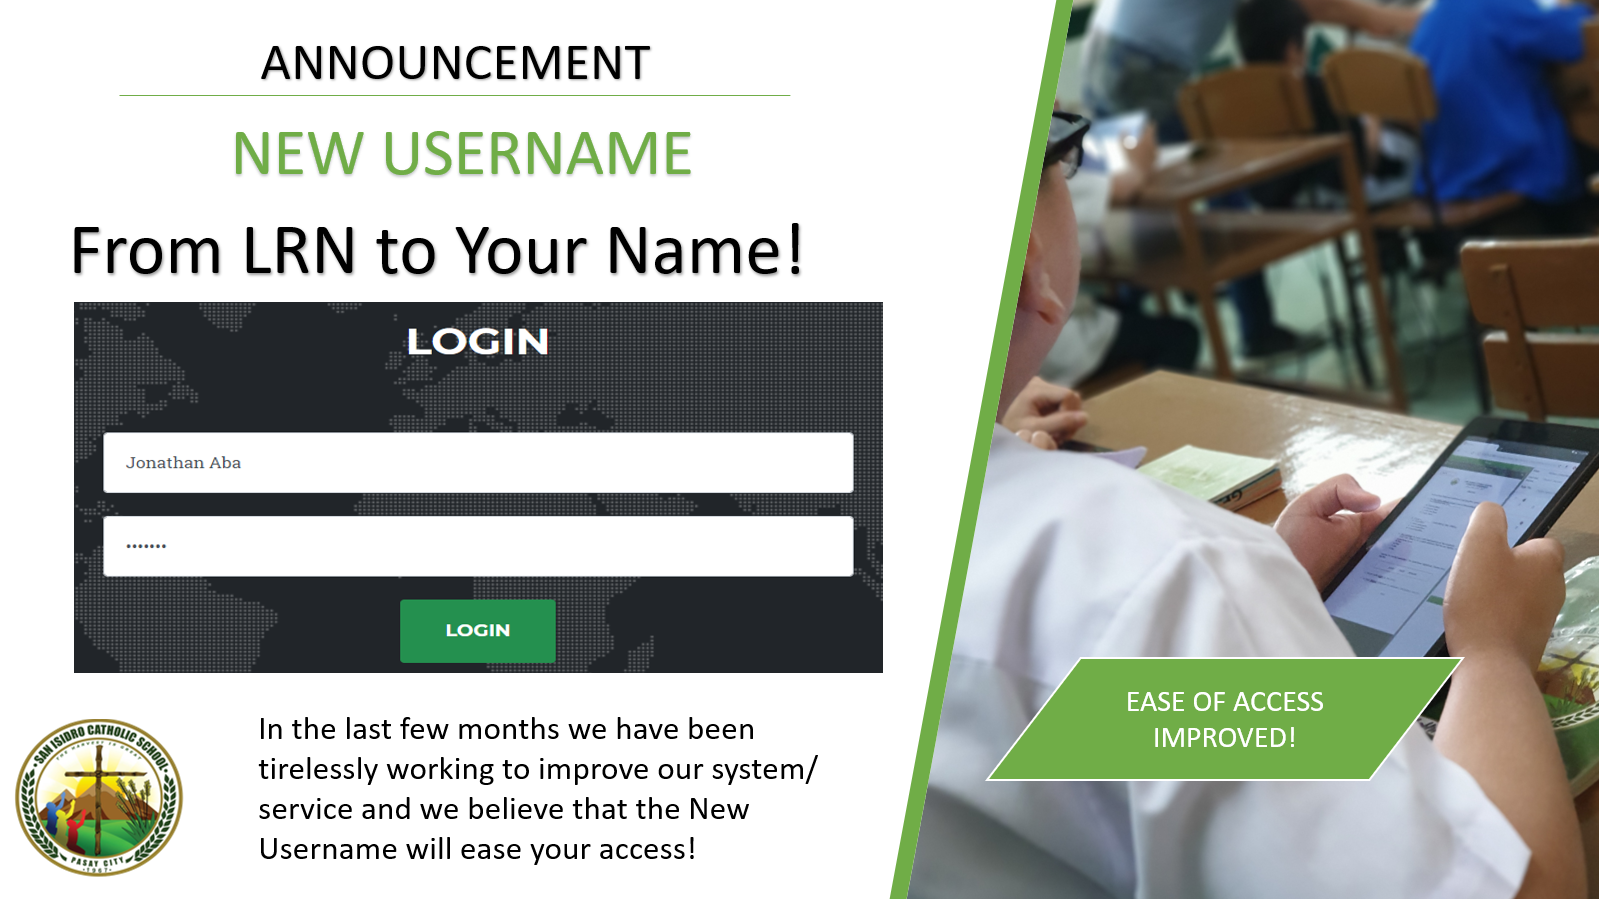 ANNOUNCEMENT
NEW USERNAME
From LRN to Your Name!
LOGIN
Jonathan Aba
•••••••
LOGIN
SAN ISIDRO CATHOLIC SCHOOL
PASAY CITY
•1967•
In the last few months we have been
tirelessly working to improve our system/
service and we believe that the New
Username will ease your access!
EASE OF ACCESS
IMPROVED!